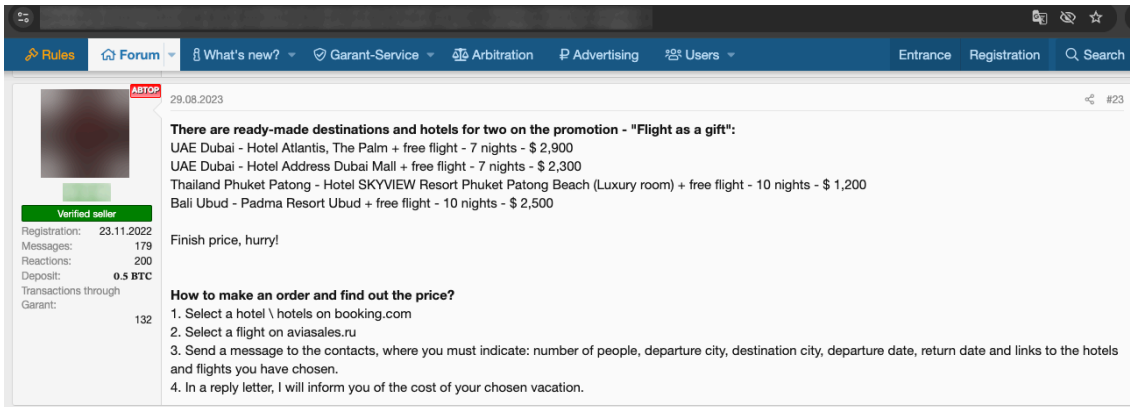 Rules
Forum
What's new?
Garant-Service
Arbitration
Advertising
Users
Entrance
Registration
Search
АВТОР
29.08.2023
#23
There are ready-made destinations and hotels for two on the promotion - "Flight as a gift":
UAE Dubai - Hotel Atlantis, The Palm + free flight - 7 nights - $ 2,900
UAE Dubai - Hotel Address Dubai Mall + free flight - 7 nights - $ 2,300
Thailand Phuket Patong - Hotel SKYVIEW Resort Phuket Patong Beach (Luxury room) + free flight - 10 nights - $ 1,200
Bali Ubud - Padma Resort Ubud + free flight - 10 nights - $ 2,500
Finish price, hurry!
How to make an order and find out the price?
1. Select a hotel \ hotels on booking.com
2. Select a flight on aviasales.ru
3. Send a message to the contacts, where you must indicate: number of people, departure city, destination city, departure date, return date and links to the hotels
and flights you have chosen.
4. In a reply letter, I will inform you of the cost of your chosen vacation.
Verified seller
Registration: 23.11.2022
Messages: 179
Reactions: 200
Deposit: 0.5 BTC
Transactions through
Garant:
132